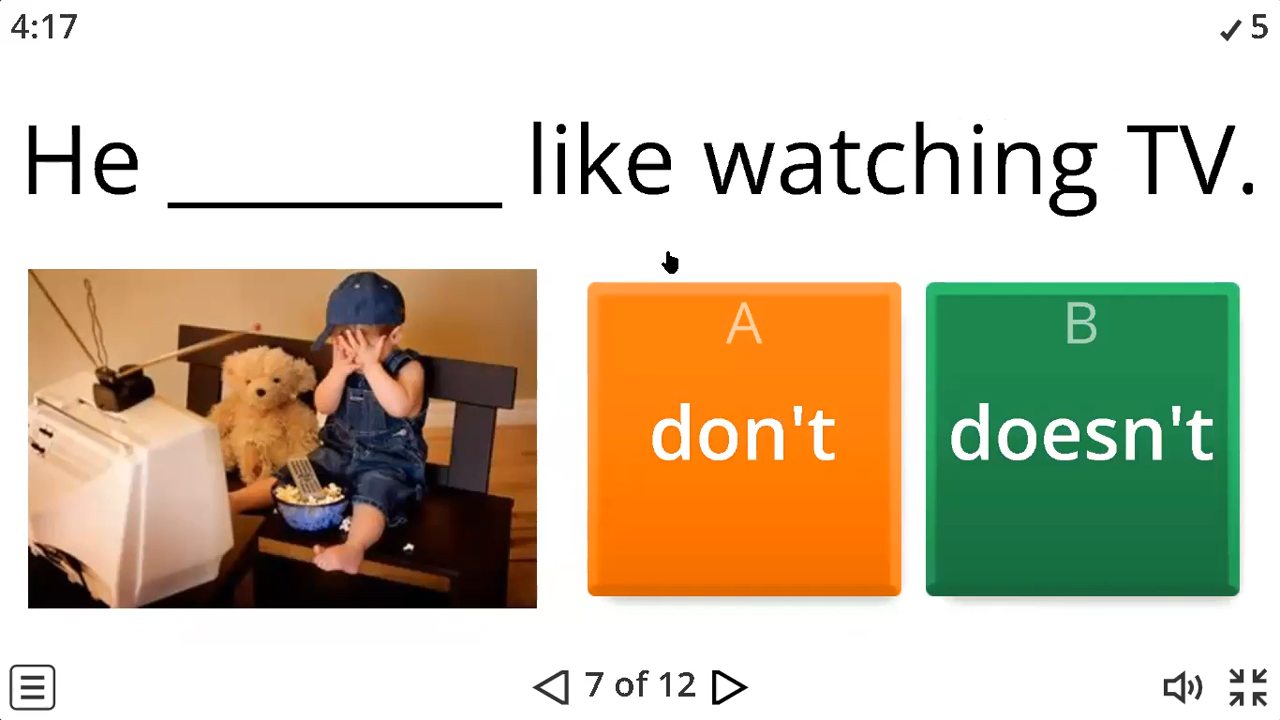 4:17
✓ 5
He ________ like watching TV.
A
don't
B
doesn't
7 of 12